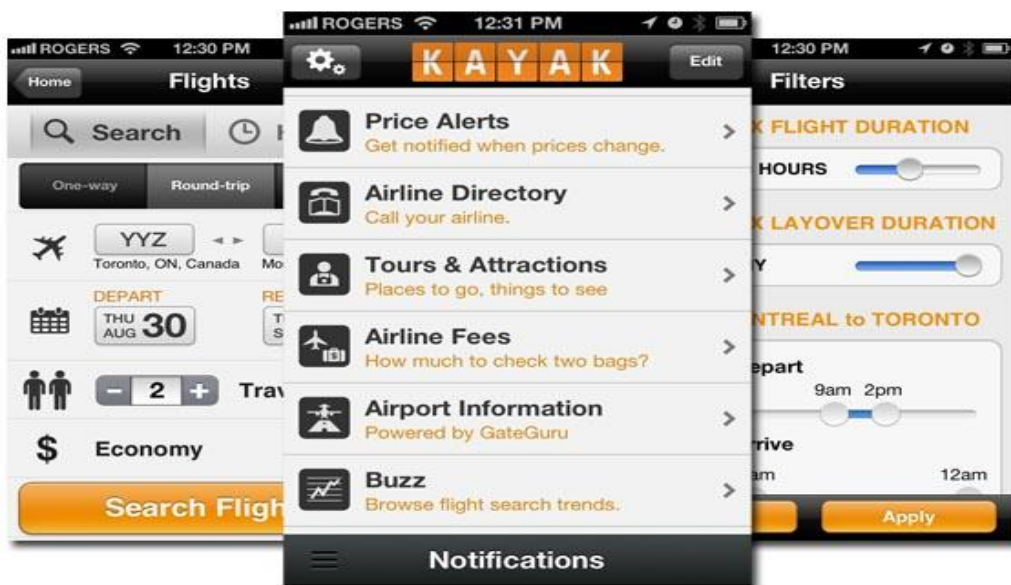 ROGERS 12:30 PM
Home Flights
Search
One-way Round-trip
YYZ
Toronto, ON, Canada
DEPART
THU
AUG 30
2
$ Economy
ROGERS 12:31 PM
KAYAK Edit
Price Alerts
Get notified when prices change.
Airline Directory
Call your airline.
Tours & Attractions
Places to go, things to see
Airline Fees
How much to check two bags?
Airport Information
Powered by GateGuru
Buzz
Browse flight search trends.
Notifications
12:30 PM
Filters
FLIGHT DURATION
HOURS
LAYOVER DURATION
to TORONTO
9am 2pm
12am
Apply